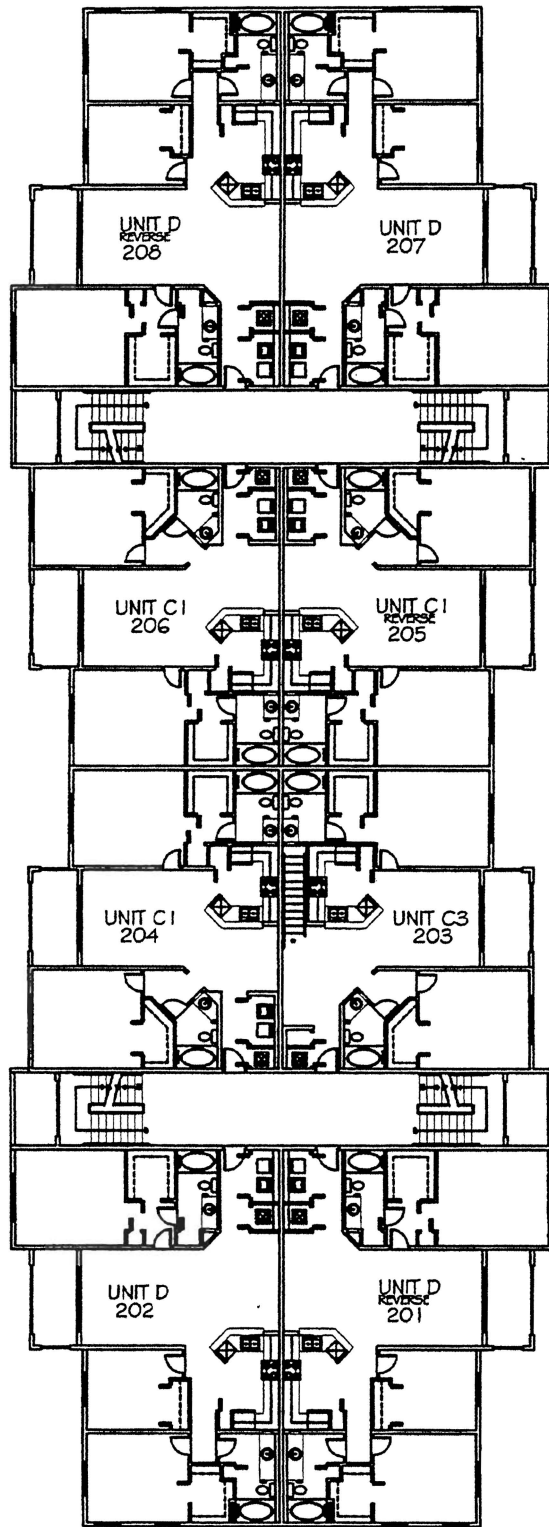 UNIT D
REVERSE
208
UNIT D
207
UNIT C1
206
UNIT C1
REVERSE
205
UNIT C1
204
UNIT C3
203
UNIT D
202
UNIT D
REVERSE
201